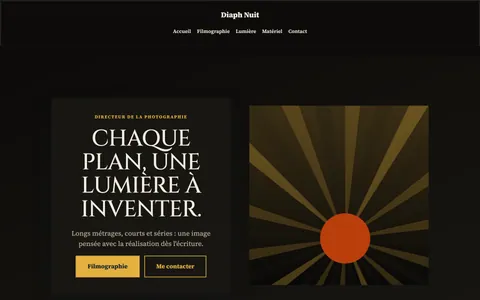 Diaph Nuit
Accueil Filmographie Lumière Matériel Contact
DIRECTEUR DE LA PHOTOGRAPHIE
CHAQUE
PLAN, UNE
LUMIÈRE À
INVENTER.
Longs métrages, courts et séries : une image
pensée avec la réalisation dès l'écriture.
Filmographie Me contacter